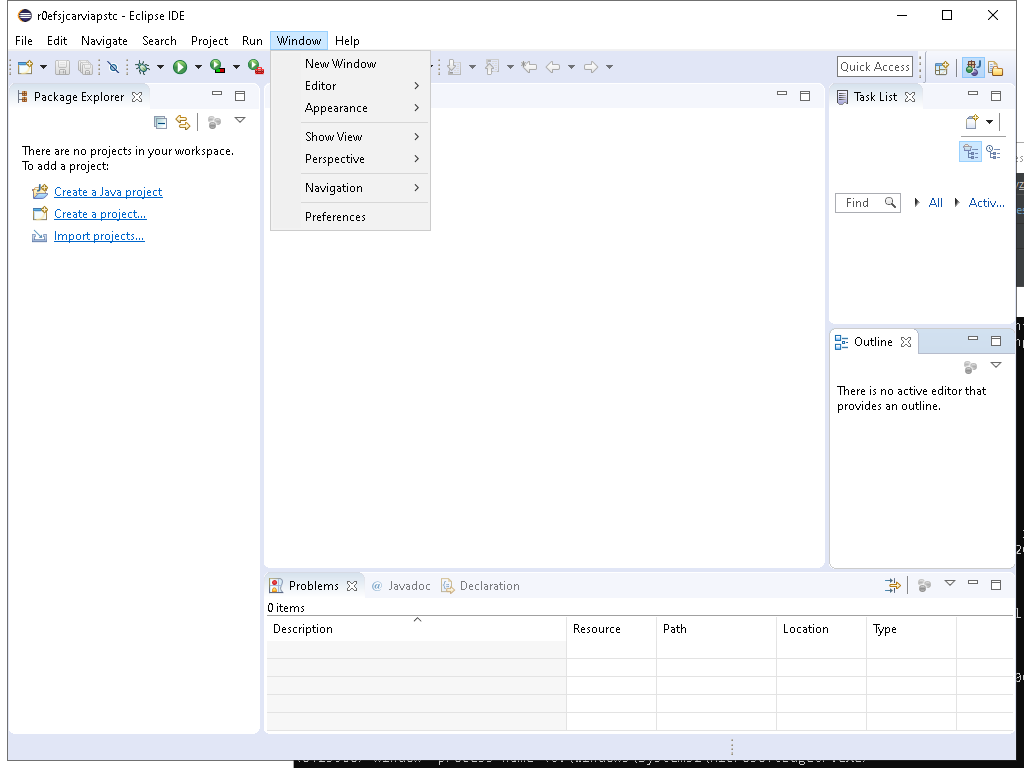 r0efsjcarviapstc - Eclipse IDE
File Edit Navigate Search Project Run Window Help
Quick Access
New Window
Editor
Appearance
Show View
Perspective
Navigation
Preferences
Package Explorer
There are no projects in your workspace.
To add a project:
Create a Java project
Create a project...
Import projects...
Task List
Find All Activ...
Outline
There is no active editor that
provides an outline.
Problems @ Javadoc Declaration
0 items
Description Resource Path Location Type